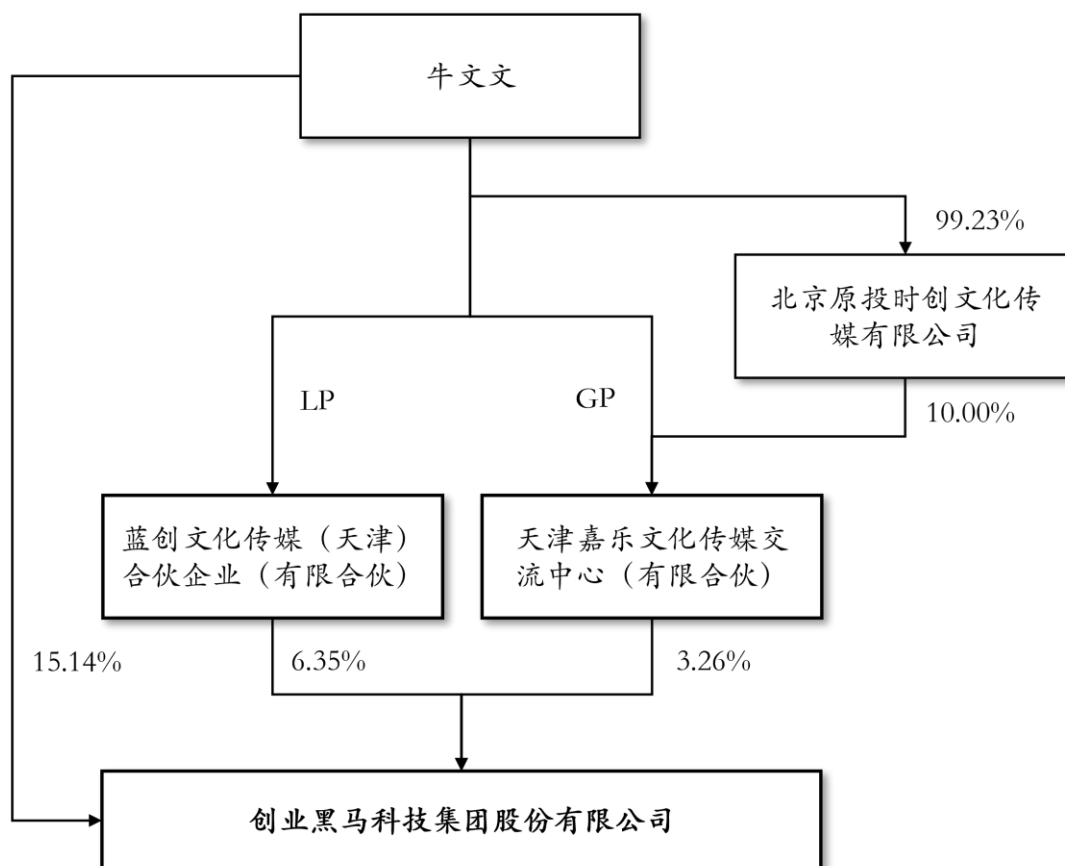 牛文文
99.23%
北京原投时创文化传
媒有限公司
LP
GP
10.00%
蓝创文化传媒（天津）
合伙企业（有限合伙）
天津嘉乐文化传媒交
流中心（有限合伙）
15.14%
6.35%
3.26%
创业黑马科技集团股份有限公司